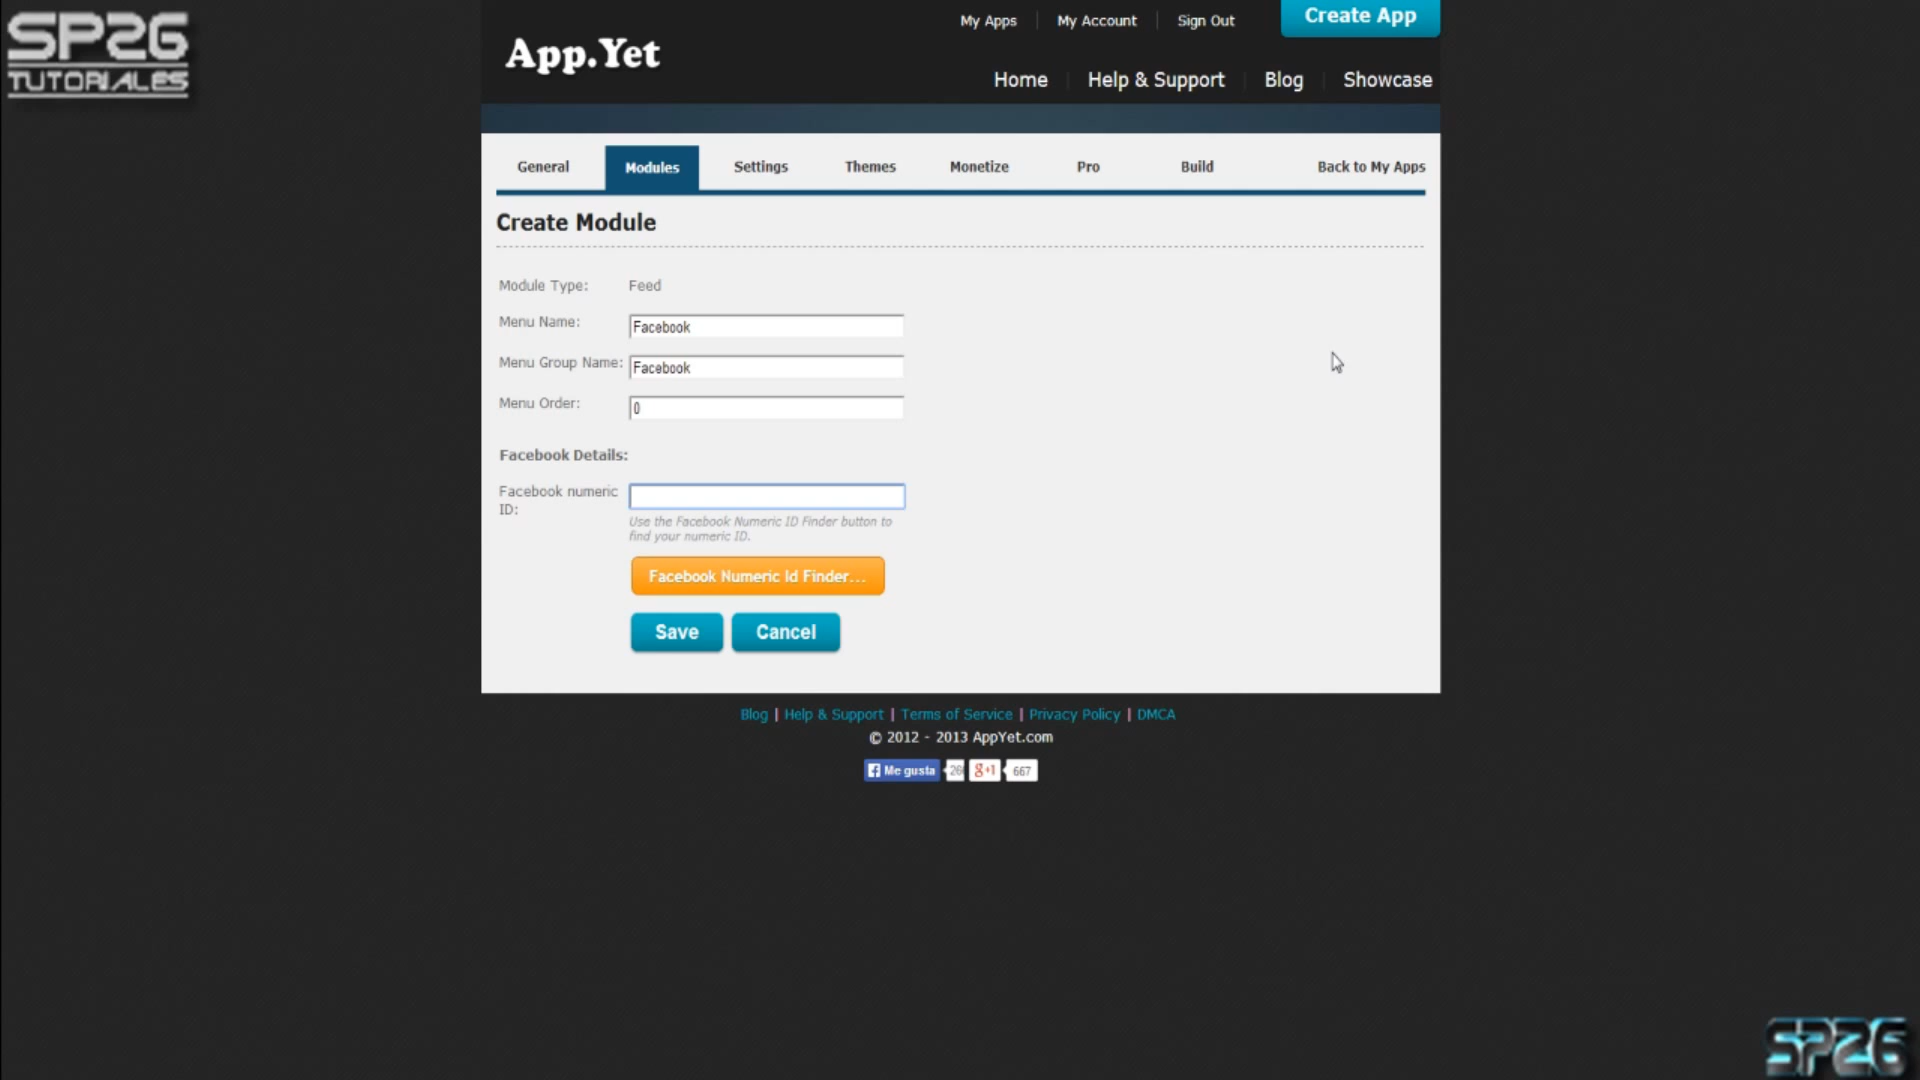 SP26
TUTORIALES
My Apps
My Account
Sign Out
Create App
App.Yet
Home
Help & Support
Blog
Showcase
General
Modules
Settings
Themes
Monetize
Pro
Build
Back to My Apps
Create Module
Module Type: Feed
Menu Name: Facebook
Menu Group Name: Facebook
Menu Order: 0
Facebook Details:
Facebook numeric
ID:
Use the Facebook Numeric ID Finder button to
find your numeric ID.
Facebook Numeric Id Finder...
Save
Cancel
Blog | Help & Support | Terms of Service | Privacy Policy | DMCA
© 2012 - 2013 AppYet.com
Me gusta
g+1
667
SP26